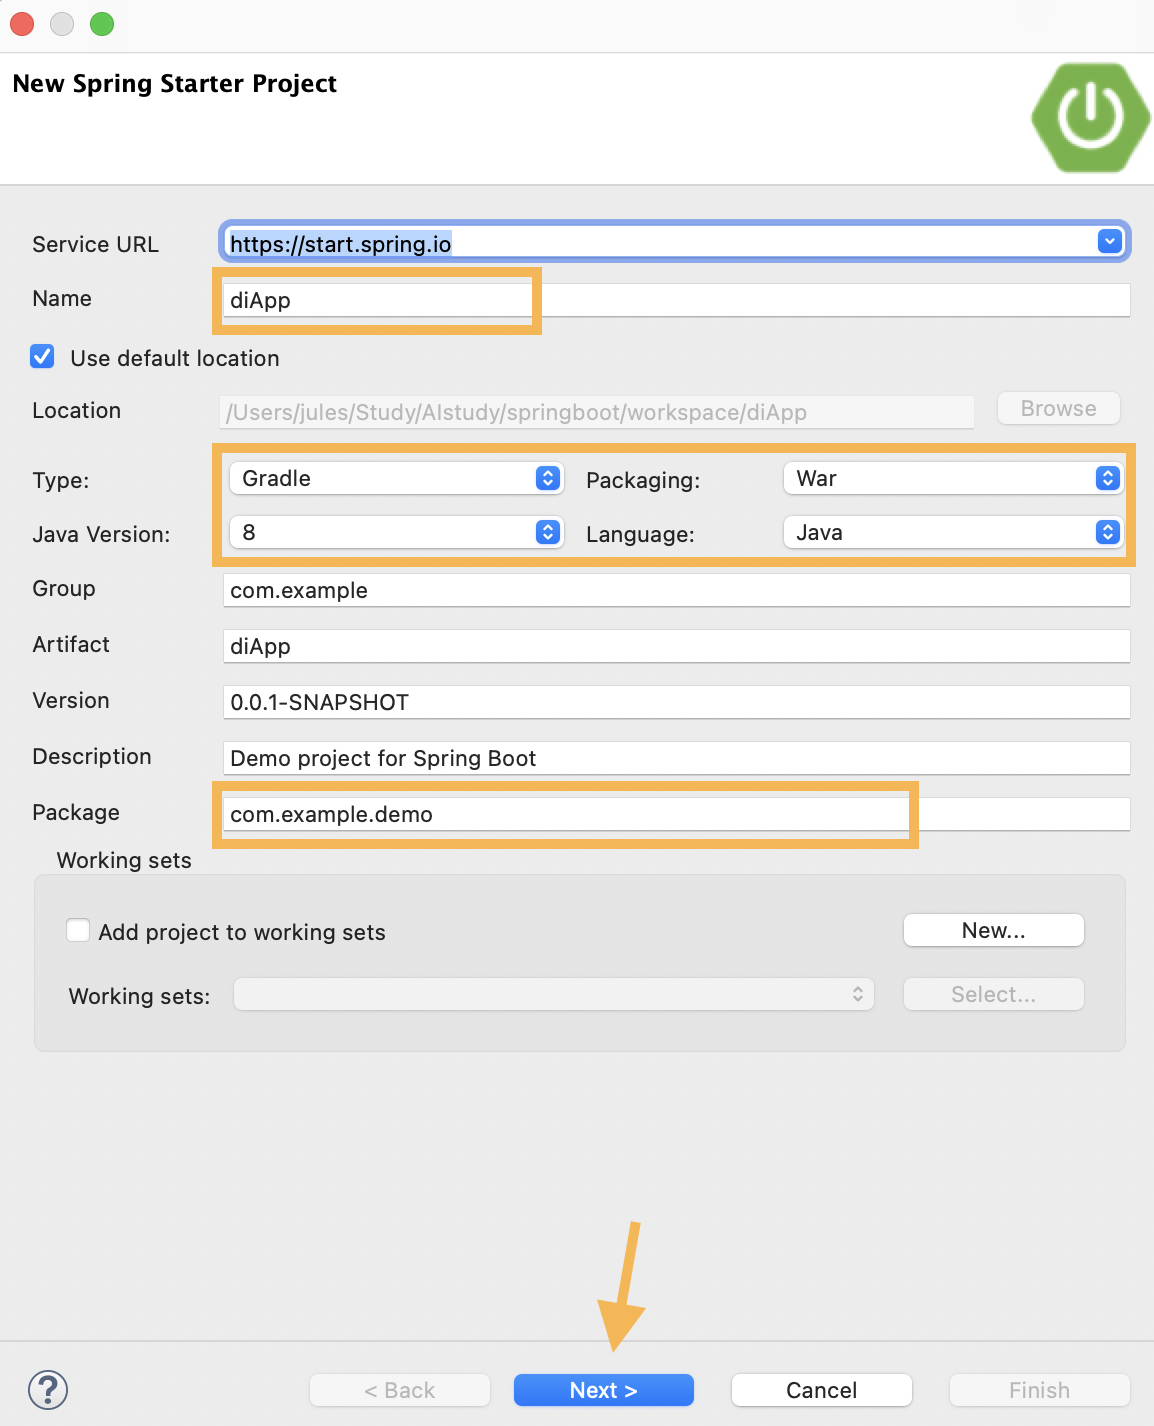 New Spring Starter Project
Service URL https://start.spring.io
Name diApp
Use default location
Location /Users/jules/Study/AIstudy/springboot/workspace/diApp Browse
Type: Gradle Packaging: War
Java Version: 8 Language: Java
Group com.example
Artifact diApp
Version 0.0.1-SNAPSHOT
Description Demo project for Spring Boot
Package com.example.demo
Working sets
Add project to working sets New...
Working sets: Select...
? < Back Next > Cancel Finish